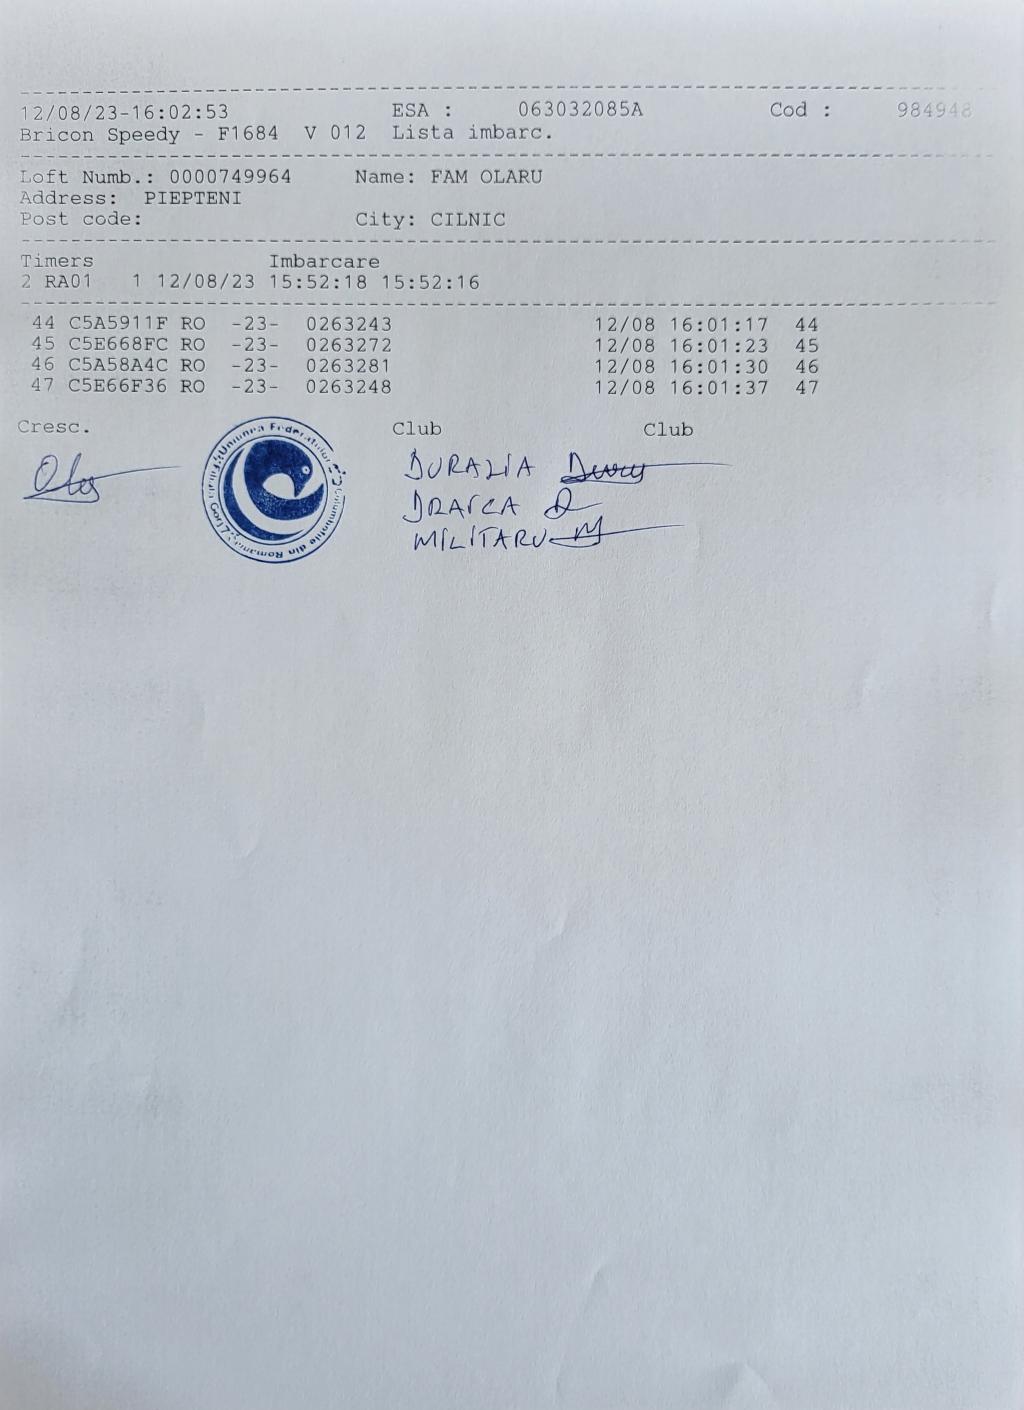 12/08/23-16:02:53 ESA : 063032085A Cod : 984948
Bricon Speedy - F1684 V 012 Lista imbarc.
Loft Numb.: 0000749964 Name: FAM OLARU
Address: PIEPTENI
Post code: City: CILNIC
Timers Imbarcare
2 RA01 1 12/08/23 15:52:18 15:52:16
44 C5A5911F RO -23- 0263243 12/08 16:01:17 44
45 C5E668FC RO -23- 0263272 12/08 16:01:23 45
46 C5A58A4C RO -23- 0263281 12/08 16:01:30 46
47 C5E66F36 RO -23- 0263248 12/08 16:01:37 47
Cresc. Club Club
DURALIA
MILITARU
din România